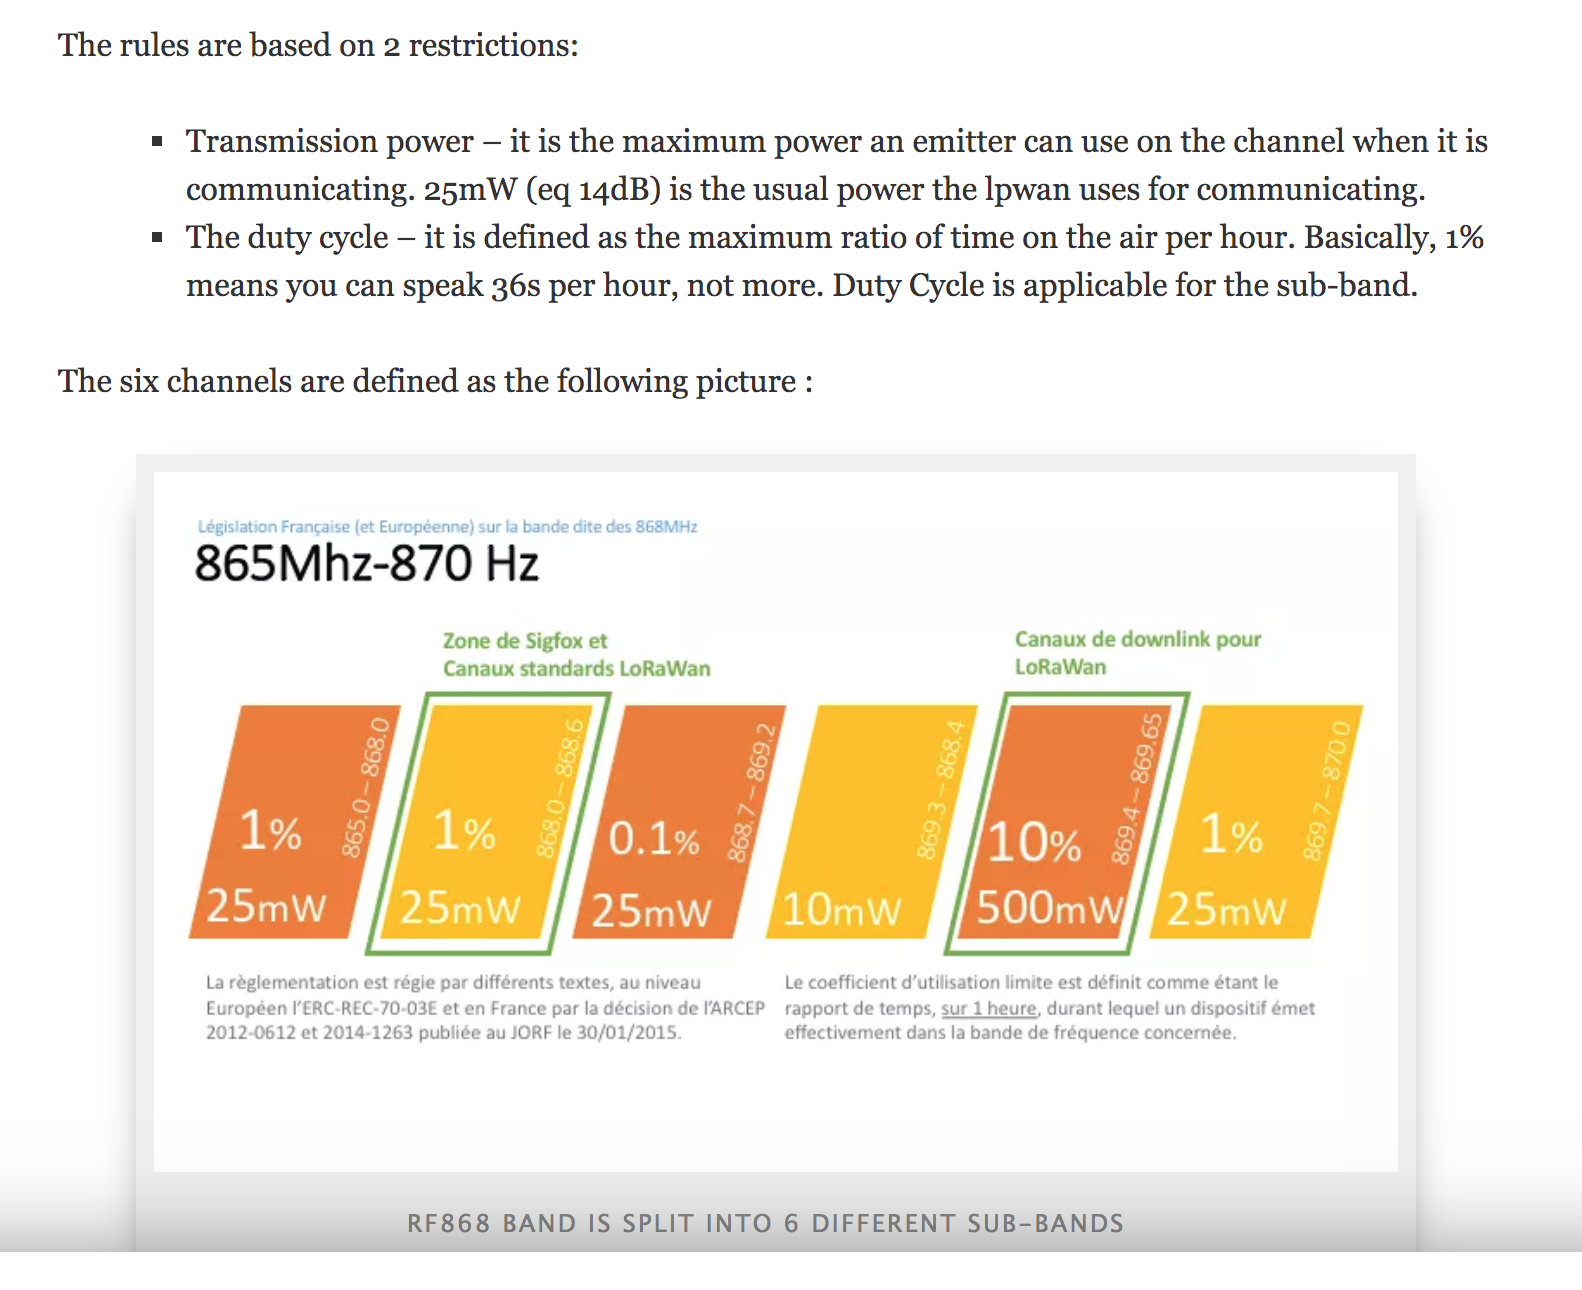 The rules are based on 2 restrictions:
▪ Transmission power – it is the maximum power an emitter can use on the channel when it is
communicating. 25mW (eq 14dB) is the usual power the lpwan uses for communicating.
▪ The duty cycle – it is defined as the maximum ratio of time on the air per hour. Basically, 1%
means you can speak 36s per hour, not more. Duty Cycle is applicable for the sub-band.
The six channels are defined as the following picture :
Législation Française (et Européenne) sur la bande dite des 868MHz
865Mhz-870 Hz
Zone de Sigfox et
Canaux standards LoRaWan
Canaux de downlink pour
LoRaWan
1%
25mW
865.0 – 868.0
1%
25mW
868.0 – 868.6
0.1%
25mW
868.7 – 869.2
10mW
869.3 – 868.4
10%
500mW
869.4 – 869.65
1%
25mW
869.7 – 870.0
La règlementation est régie par différents textes, au niveau
Européen l'ERC-REC-70-03E et en France par la décision de l'ARCEP
2012-0612 et 2014-1263 publiée au JORF le 30/01/2015.
Le coefficient d'utilisation limite est définit comme étant le
rapport de temps, sur 1 heure, durant lequel un dispositif émet
effectivement dans la bande de fréquence concernée.
RF868 BAND IS SPLIT INTO 6 DIFFERENT SUB-BANDS